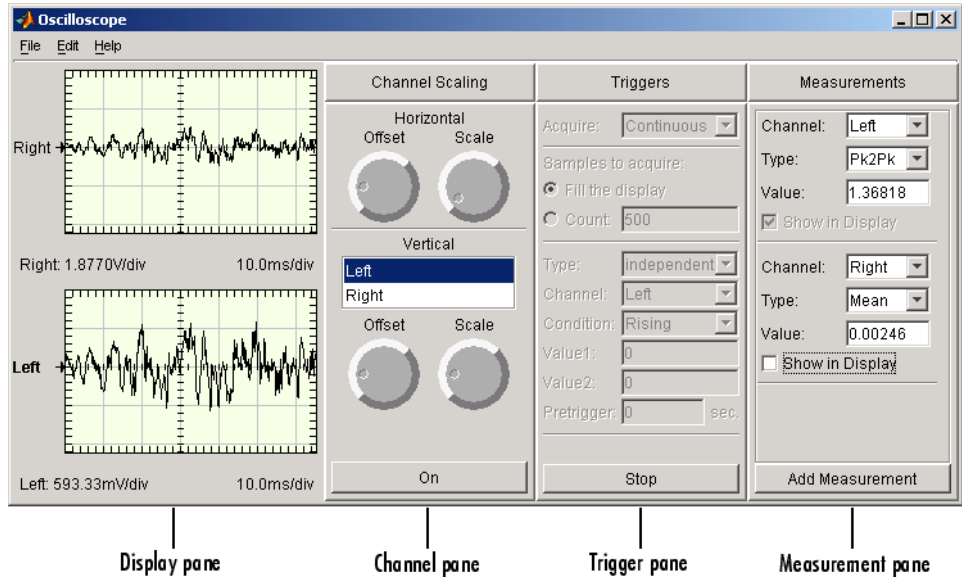 Oscilloscope
File Edit Help
Right
Right: 1.8770V/div 10.0ms/div
Left
Left: 593.33mV/div 10.0ms/div
Channel Scaling
Horizontal
Offset Scale
Vertical
Left
Right
Offset Scale
On
Triggers
Acquire: Continuous
Samples to acquire:
Fill the display
Count: 500
Type: independent
Channel: Left
Condition: Rising
Value1: 0
Value2: 0
Pretrigger: 0 sec.
Stop
Measurements
Channel: Left
Type: Pk2Pk
Value: 1.36818
Show in Display
Channel: Right
Type: Mean
Value: 0.00246
Show in Display
Add Measurement
Display pane
Channel pane
Trigger pane
Measurement pane